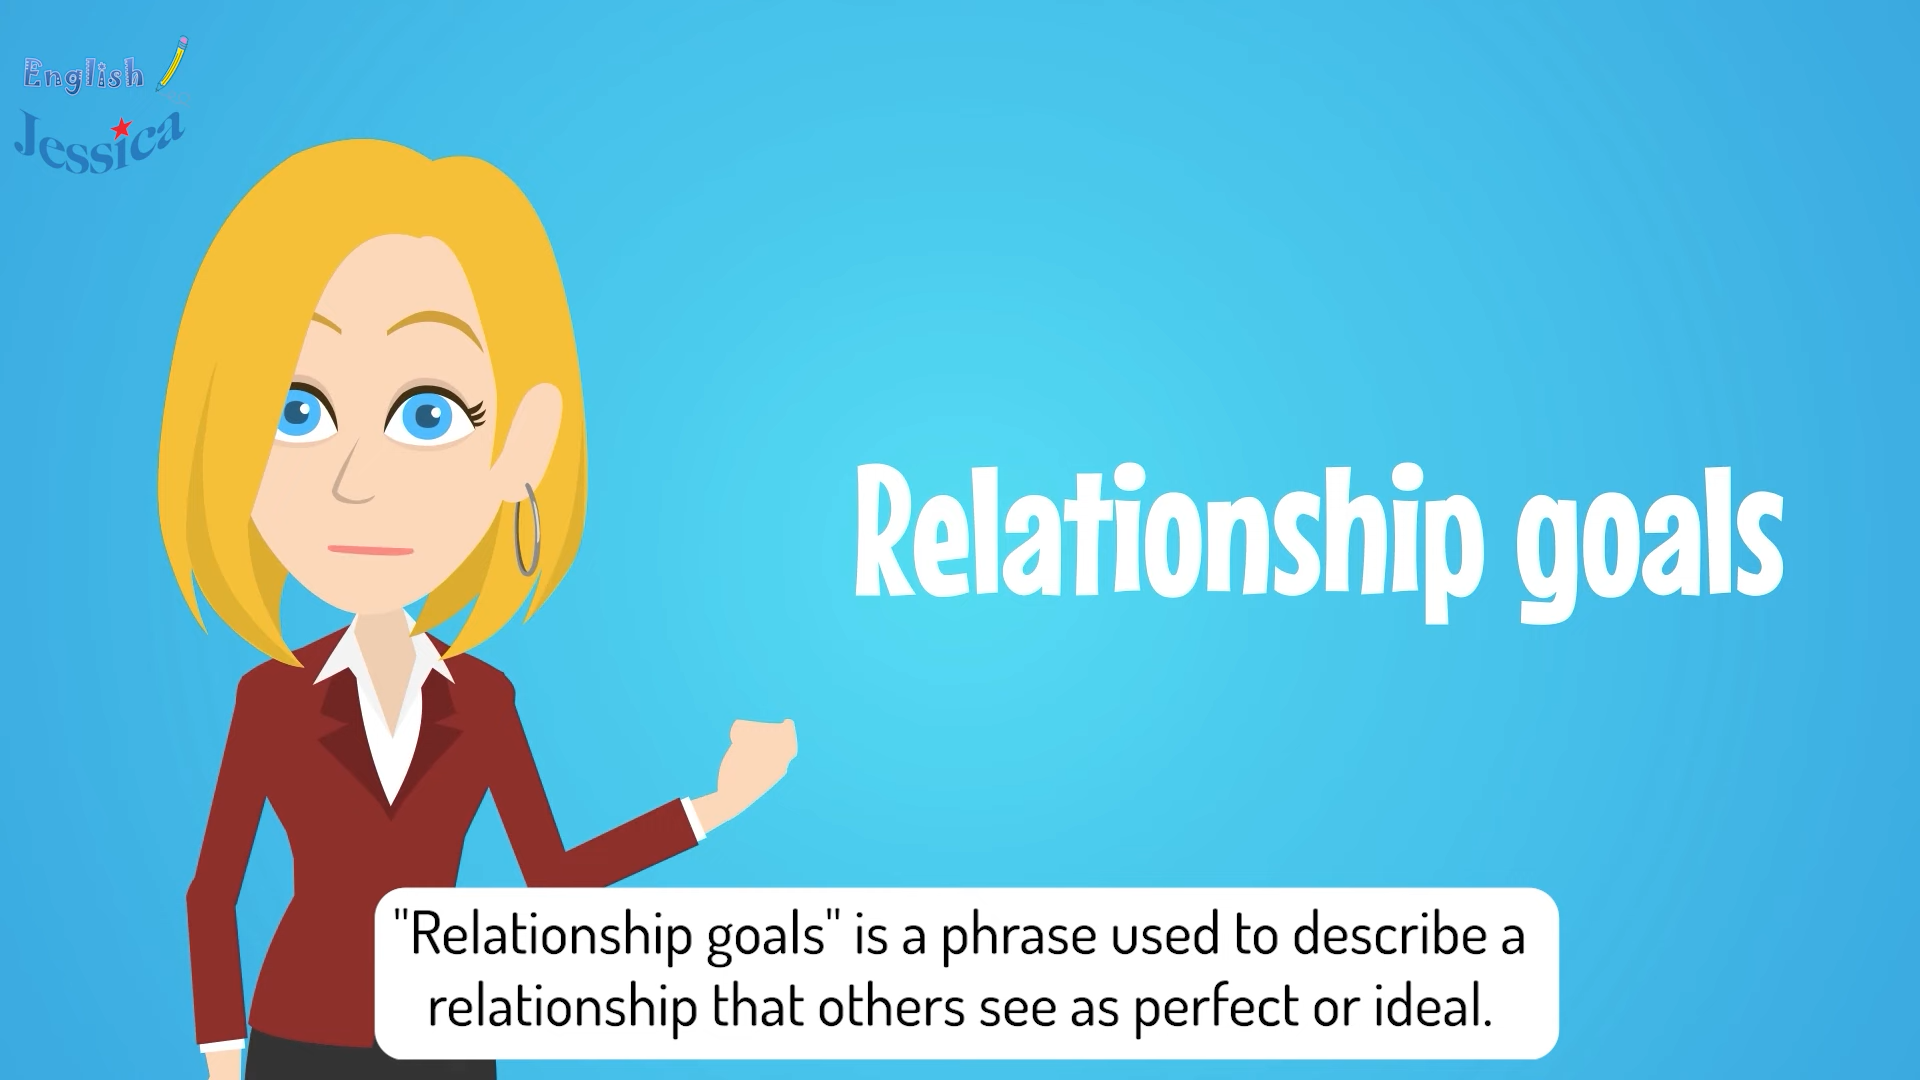 English
Jessica
Relationship goals
"Relationship goals" is a phrase used to describe a
relationship that others see as perfect or ideal.